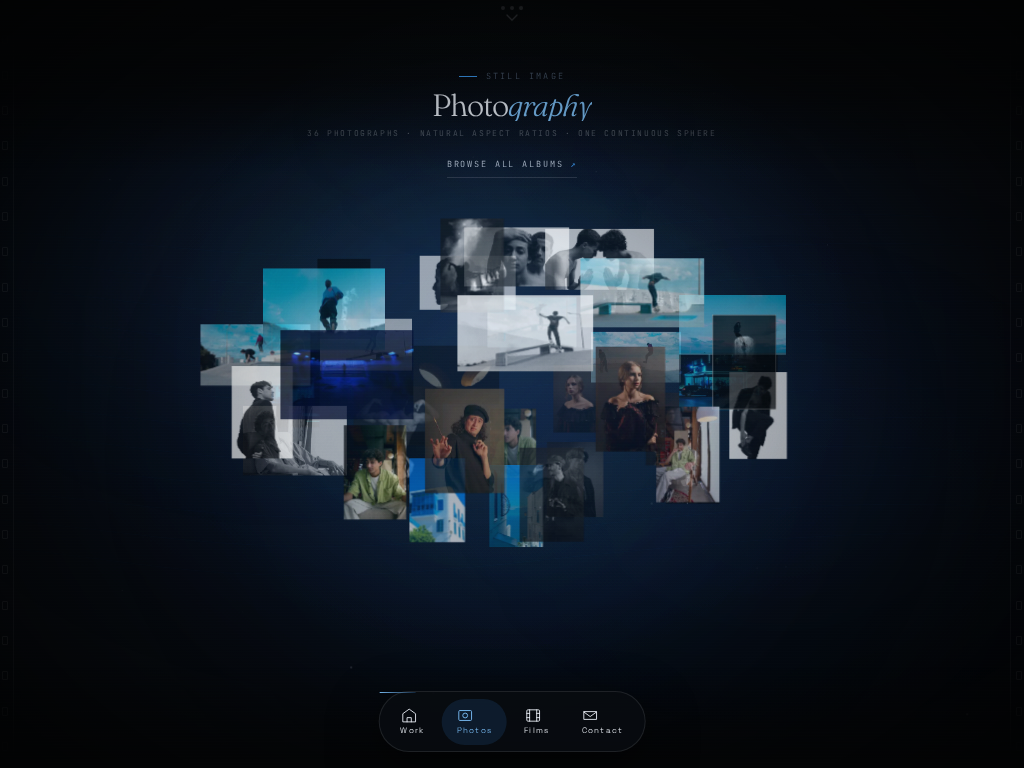 STILL IMAGE
Photography
36 PHOTOGRAPHS · NATURAL ASPECT RATIOS · ONE CONTINUOUS SPHERE
BROWSE ALL ALBUMS ↗
Work
Photos
Films
Contact